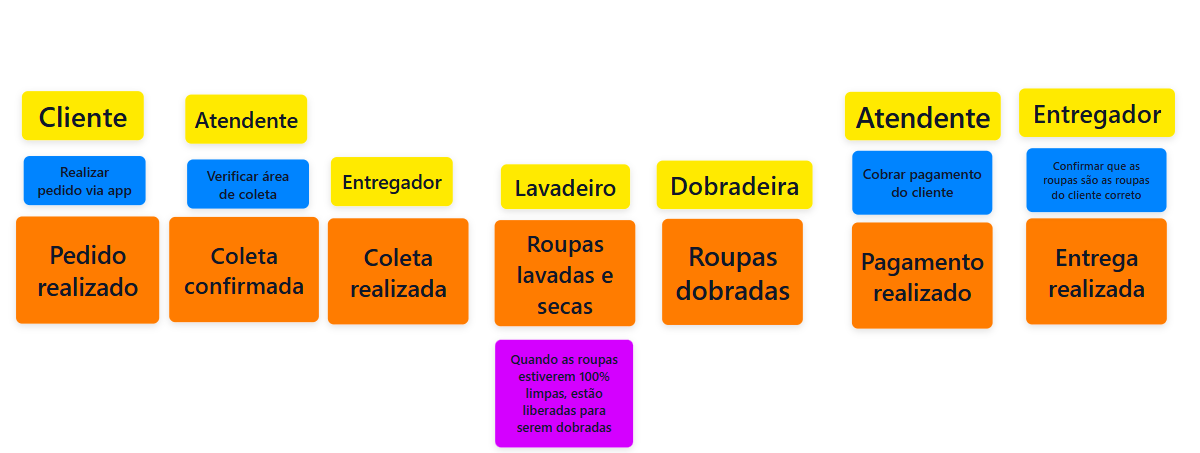 Cliente
Realizar
pedido via app
Pedido
realizado
Atendente
Verificar área
de coleta
Coleta
confirmada
Entregador
Coleta
realizada
Lavadeiro
Roupas
lavadas e
secas
Quando as roupas
estiverem 100%
limpas, estão
liberadas para
serem dobradas
Dobradeira
Roupas
dobradas
Atendente
Cobrar pagamento
do cliente
Pagamento
realizado
Entregador
Confirmar que as
roupas são as roupas
do cliente correto
Entrega
realizada